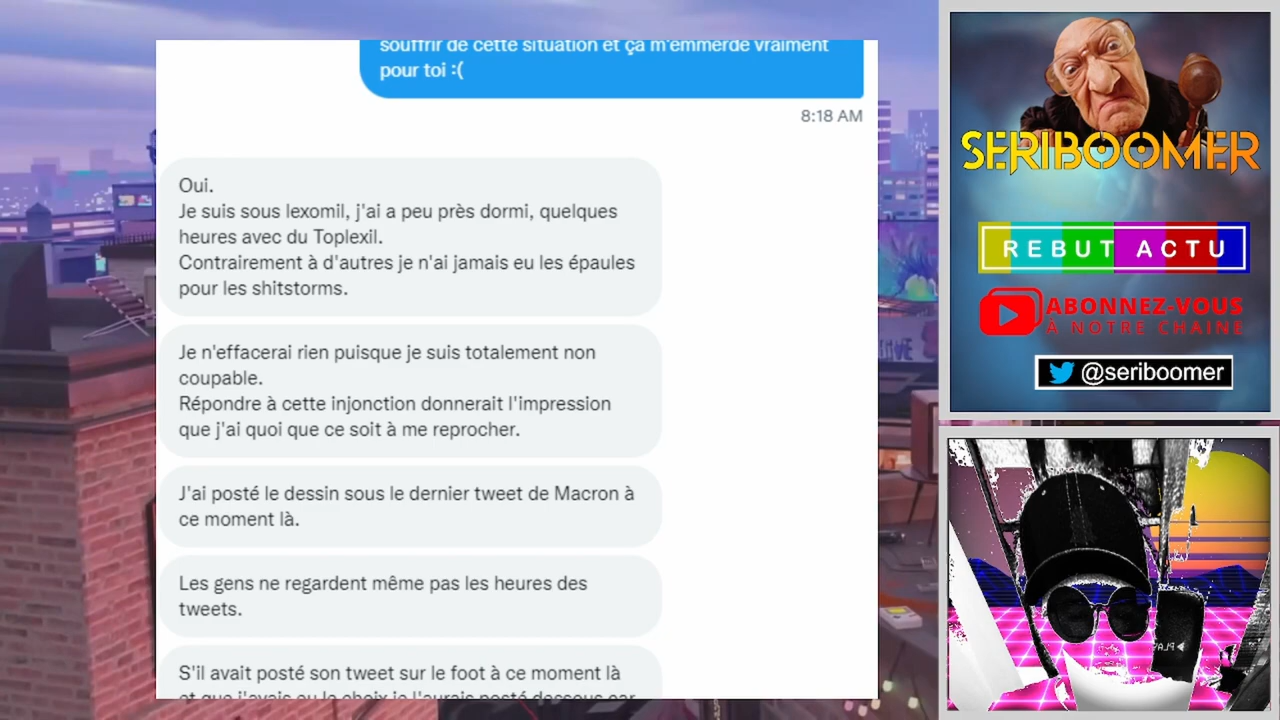 souffrir de cette situation et ça m'emmerde vraiment
pour toi :(
8:18 AM
Oui.
Je suis sous lexomil, j'ai a peu près dormi, quelques
heures avec du Toplexil.
Contrairement à d'autres je n'ai jamais eu les épaules
pour les shitstorms.
Je n'effacerai rien puisque je suis totalement non
coupable.
Répondre à cette injonction donnerait l'impression
que j'ai quoi que ce soit à me reprocher.
J'ai posté le dessin sous le dernier tweet de Macron à
ce moment là.
Les gens ne regardent même pas les heures des
tweets.
S'il avait posté son tweet sur le foot à ce moment là
SERIBOOMER
REBUT ACTU
ABONNEZ-VOUS
À NOTRE CHAINE
@seriboomer